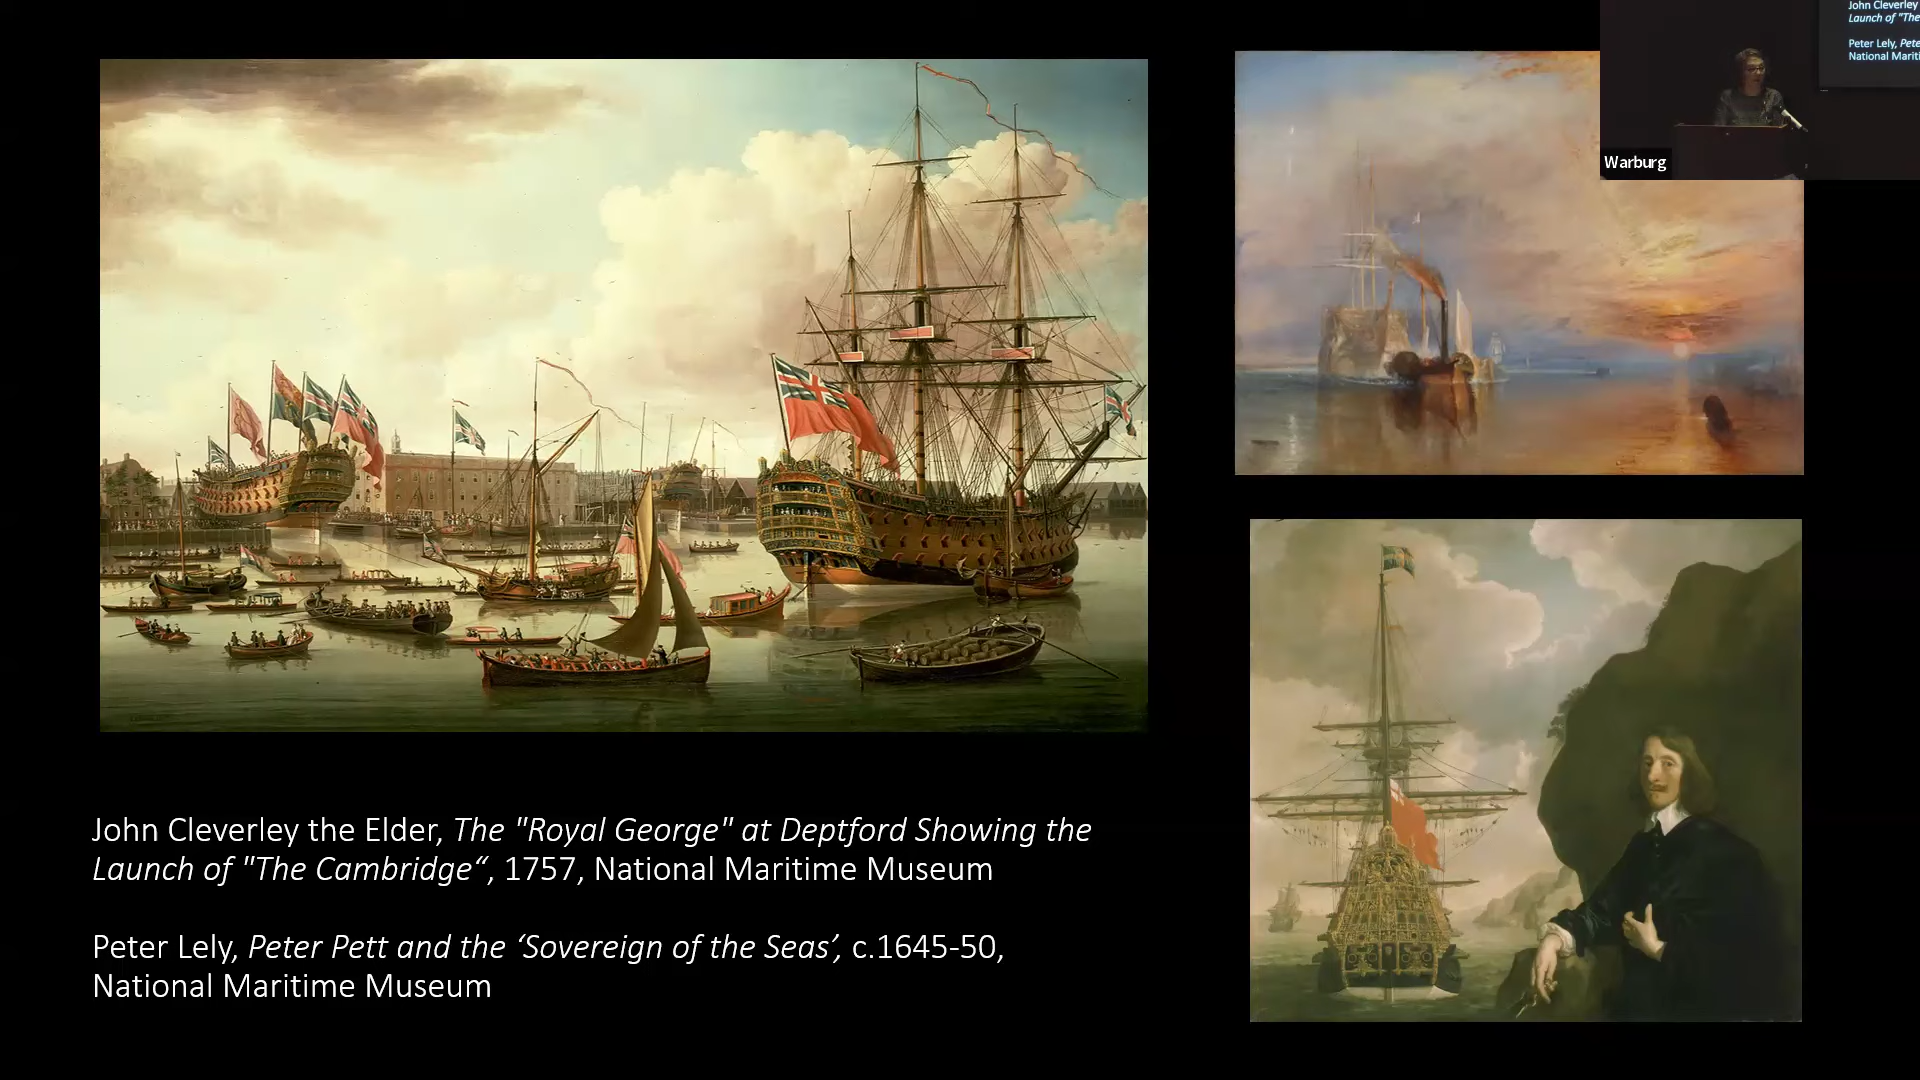 John Cleverley
Launch of "The
Peter Lely, Pete
National Mariti
Warburg
John Cleverley the Elder, The "Royal George" at Deptford Showing the
Launch of "The Cambridge“, 1757, National Maritime Museum
Peter Lely, Peter Pett and the ‘Sovereign of the Seas’, c.1645-50,
National Maritime Museum